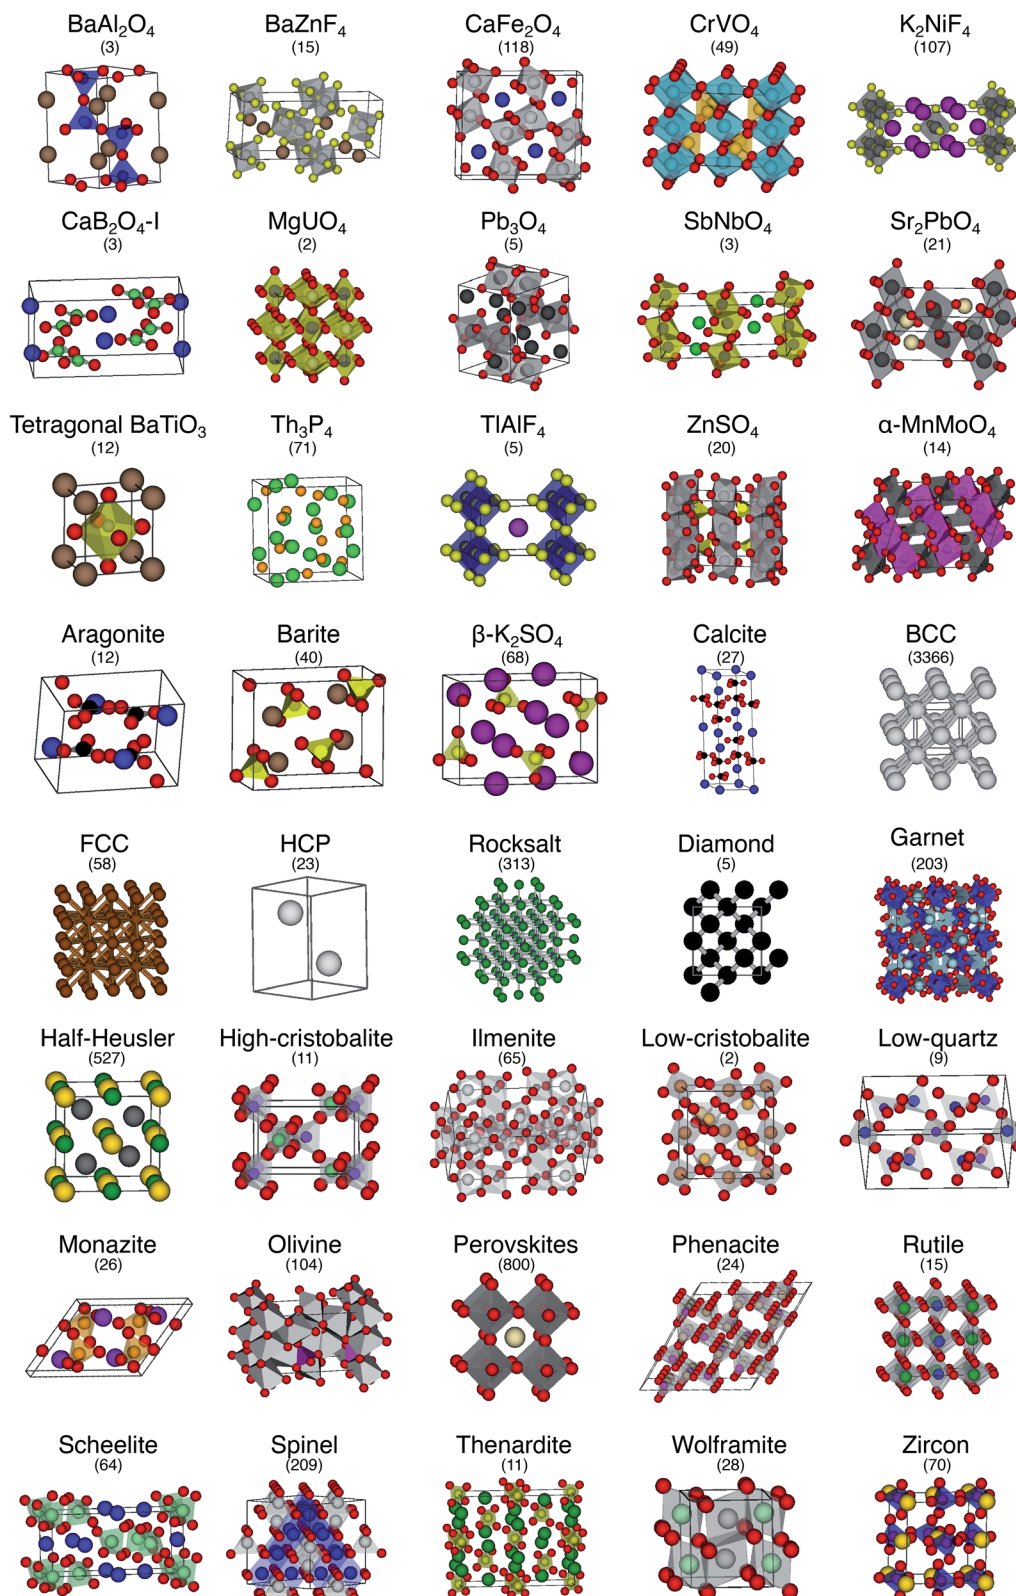 BaAl₂O₄ BaZnF₄ CaFe₂O₄ CrVO₄ K₂NiF₄
(3) (15) (118) (49) (107)
CaB₂O₄-I MgUO₄ Pb₃O₄ SbNbO₄ Sr₂PbO₄
(3) (2) (5) (3) (21)
Tetragonal BaTiO₃ Th₃P₄ TlAlF₄ ZnSO₄ α-MnMoO₄
(12) (71) (5) (20) (14)
Aragonite Barite β-K₂SO₄ Calcite BCC
(12) (40) (68) (27) (3366)
FCC HCP Rocksalt Diamond Garnet
(58) (23) (313) (5) (203)
Half-Heusler High-cristobalite Ilmenite Low-cristobalite Low-quartz
(527) (11) (65) (2) (9)
Monazite Olivine Perovskites Phenacite Rutile
(26) (104) (800) (24) (15)
Scheelite Spinel Thenardite Wolframite Zircon
(64) (209) (11) (28) (70)